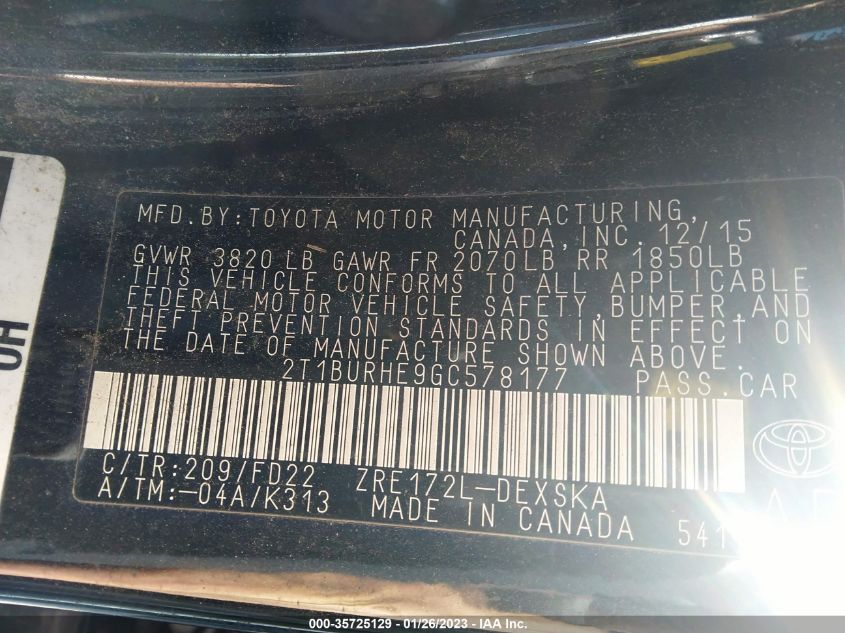 MFD.BY:TOYOTA MOTOR MANUFACTURING,
CANADA,INC. 12/15
GVWR 3820LB GAWR FR 2070LB RR 1850LB
THIS VEHICLE CONFORMS TO ALL APPLICABLE
FEDERAL MOTOR VEHICLE SAFETY,BUMPER,AND
THEFT PREVENTION STANDARDS IN EFFECT ON
THE DATE OF MANUFACTURE SHOWN ABOVE.
2T1BURHE9GC578177 PASS.CAR
C/TR:209/FD22 ZRE172L-DEXSKA
A/TM:-04A/K313 MADE IN CANADA
000-35725129 - 01/26/2023 - IAA Inc.